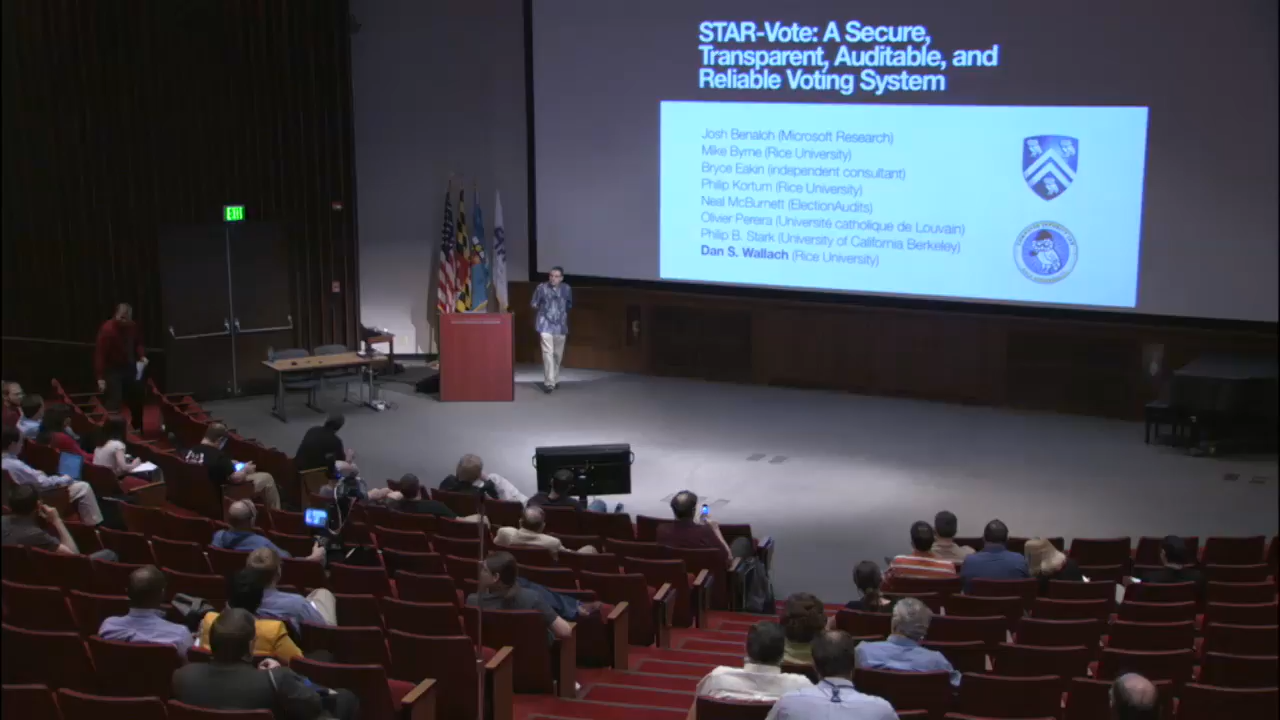 STAR-Vote: A Secure,
Transparent, Auditable, and
Reliable Voting System
Josh Benaloh (Microsoft Research)
Mike Byrne (Rice University)
Bryce Eakin (independent consultant)
Philip Kortum (Rice University)
Neal McBurnett (ElectionAudits)
Olivier Pereira (Université catholique de Louvain)
Philip B. Stark (University of California Berkeley)
Dan S. Wallach (Rice University)
EXIT